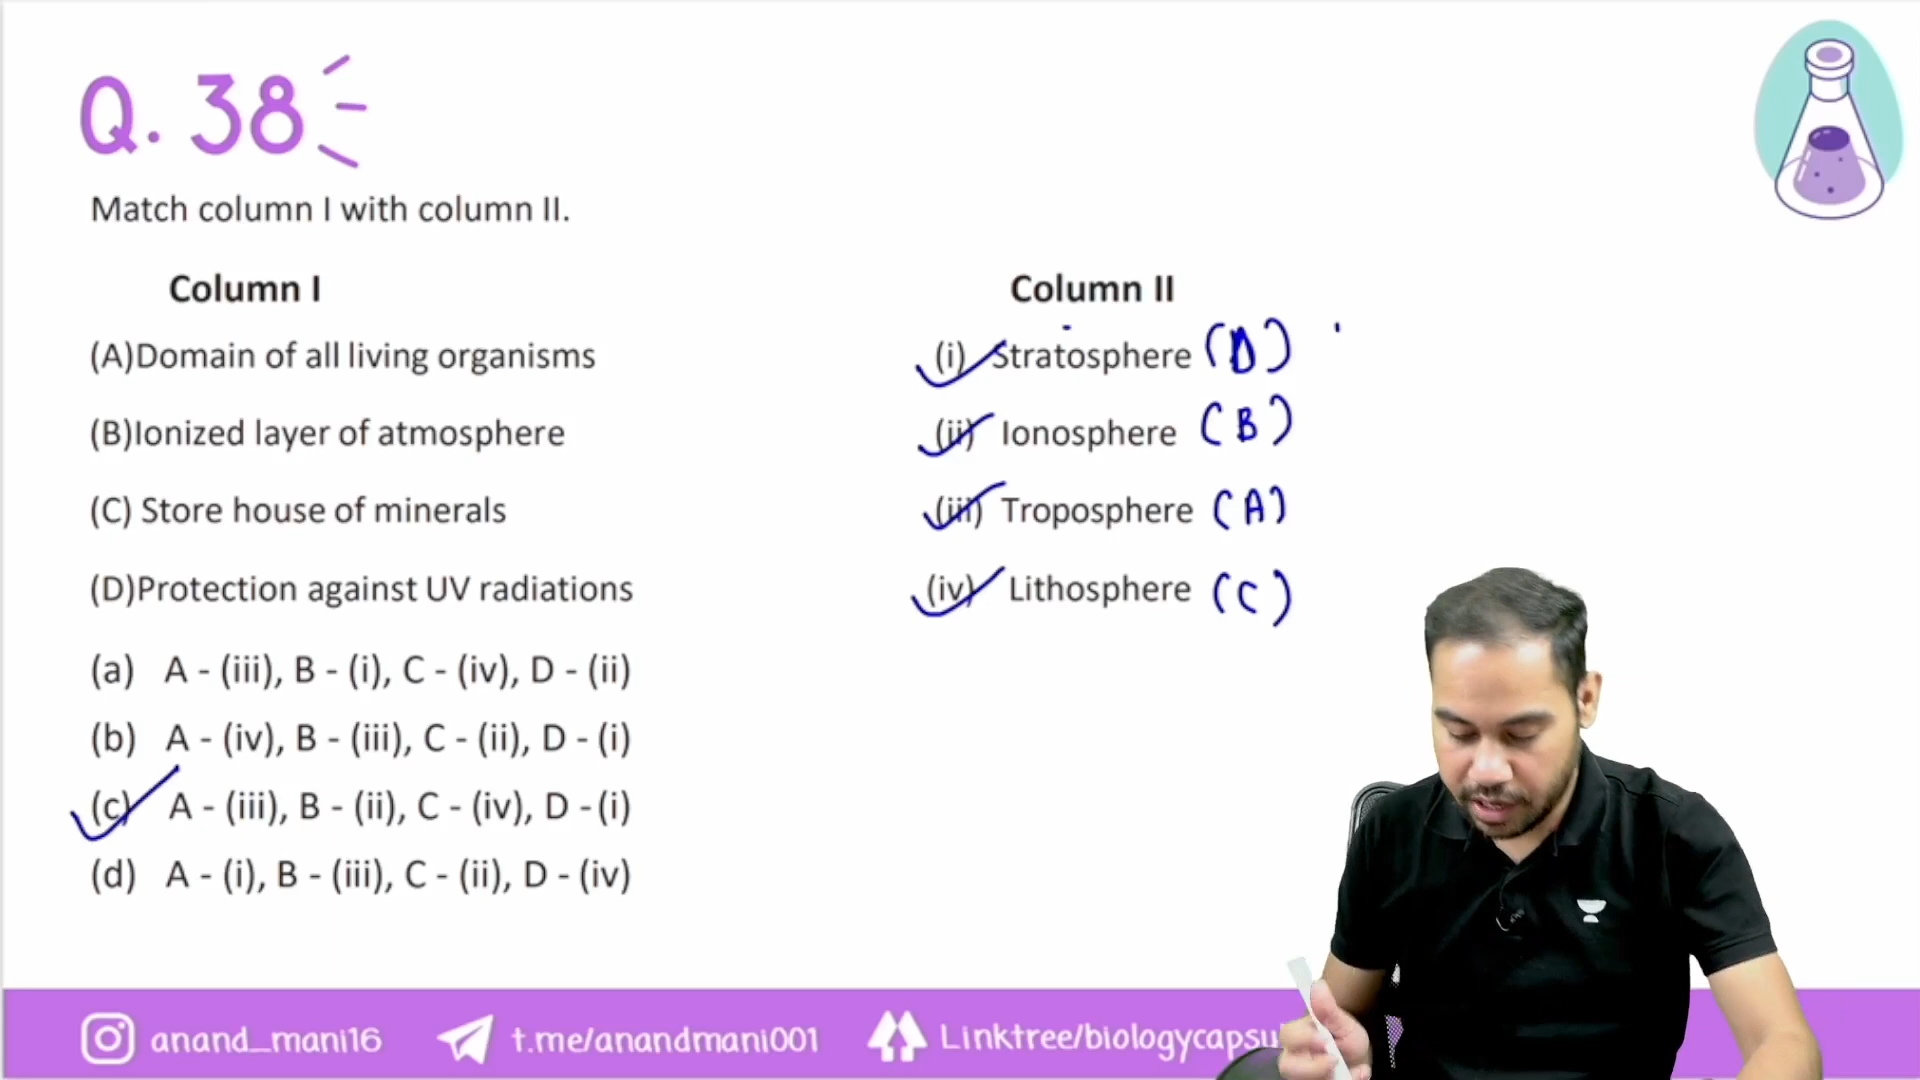 Q. 38
Match column I with column II.
Column I Column II
(A)Domain of all living organisms (i) Stratosphere (D)
(B)Ionized layer of atmosphere (ii) Ionosphere (B)
(C) Store house of minerals (iii) Troposphere (A)
(D)Protection against UV radiations (iv) Lithosphere (C)
(a) A - (iii), B - (i), C - (iv), D - (ii)
(b) A - (iv), B - (iii), C - (ii), D - (i)
(c) A - (iii), B - (ii), C - (iv), D -(i)
(d) A - (i), B - (iii), C - (ii), D - (iv)
anand_mani16 t.me/anandmani001 Linktree/biologycapsu